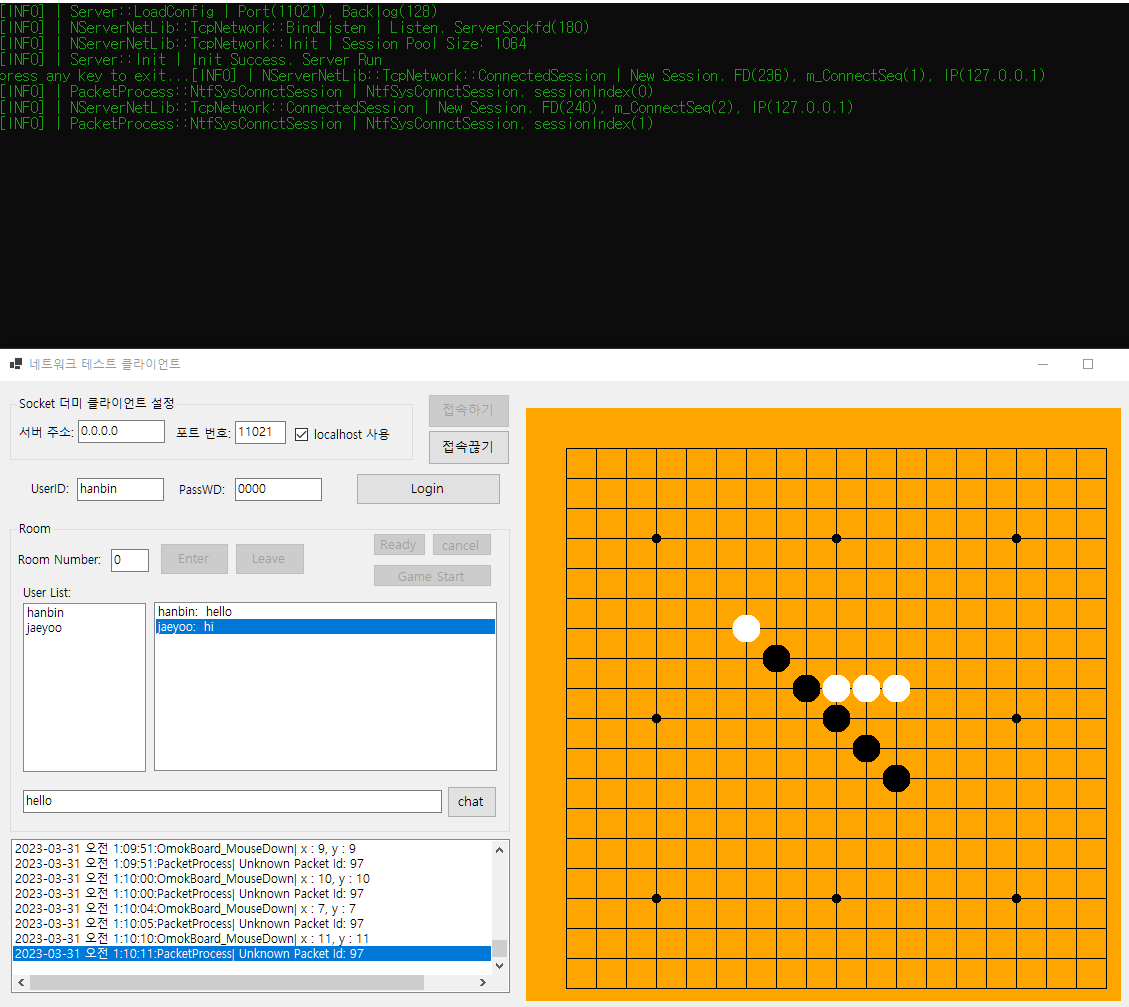 [INFO] | Server::LoadConfig | Port(11021), Backlog(128)
[INFO] | NServerNetLib::TcpNetwork::BindListen | Listen. ServerSockfd(180)
[INFO] | NServerNetLib::TcpNetwork::Init | Session Pool Size: 1064
[INFO] | Server::Init | Init Success. Server Run
press any key to exit...[INFO] | NServerNetLib::TcpNetwork::ConnectedSession | New Session. FD(236), m_ConnectSeq(1), IP(127.0.0.1)
[INFO] | PacketProcess::NtfSysConnctSession | NtfSysConnctSession. sessionIndex(0)
[INFO] | NServerNetLib::TcpNetwork::ConnectedSession | New Session. FD(240), m_ConnectSeq(2), IP(127.0.0.1)
[INFO] | PacketProcess::NtfSysConnctSession | NtfSysConnctSession. sessionIndex(1)
네트워크 테스트 클라이언트
Socket 더미 클라이언트 설정
서버 주소: 0.0.0.0 포트 번호: 11021 localhost 사용
접속하기
접속끊기
UserID: hanbin PassWD: 0000 Login
Room
Room Number: 0 Enter Leave
Ready cancel
Game Start
User List:
hanbin
jaeyoo
hanbin: hello
jaeyoo: hi
hello chat
2023-03-31 오전 1:09:51:OmokBoard_MouseDown| x : 9, y : 9
2023-03-31 오전 1:09:51:PacketProcess| Unknown Packet Id: 97
2023-03-31 오전 1:10:00:OmokBoard_MouseDown| x : 10, y : 10
2023-03-31 오전 1:10:00:PacketProcess| Unknown Packet Id: 97
2023-03-31 오전 1:10:04:OmokBoard_MouseDown| x : 7, y : 7
2023-03-31 오전 1:10:05:PacketProcess| Unknown Packet Id: 97
2023-03-31 오전 1:10:10:OmokBoard_MouseDown| x : 11, y : 11
2023-03-31 오전 1:10:11:PacketProcess| Unknown Packet Id: 97